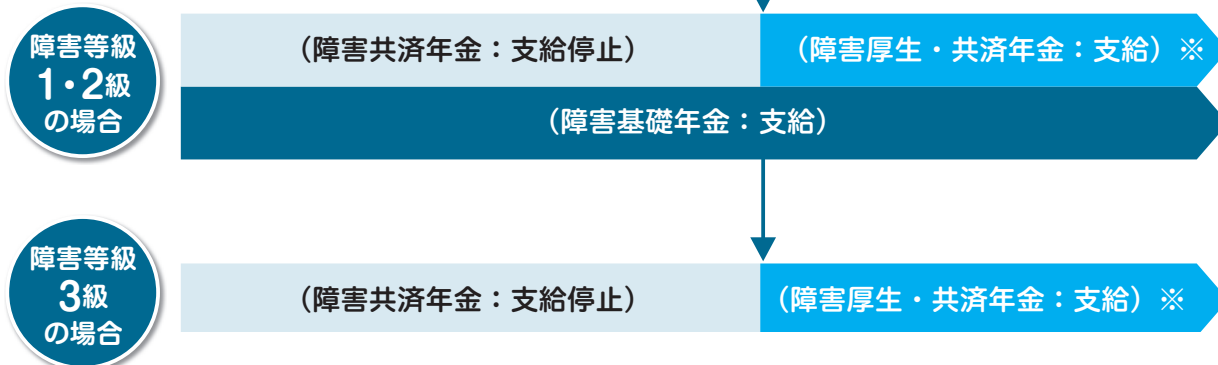 障害等級
1・2級
の場合
（障害共済年金：支給停止）
（障害厚生・共済年金：支給）※
（障害基礎年金：支給）
障害等級
3級
の場合
（障害共済年金：支給停止）
（障害厚生・共済年金：支給）※